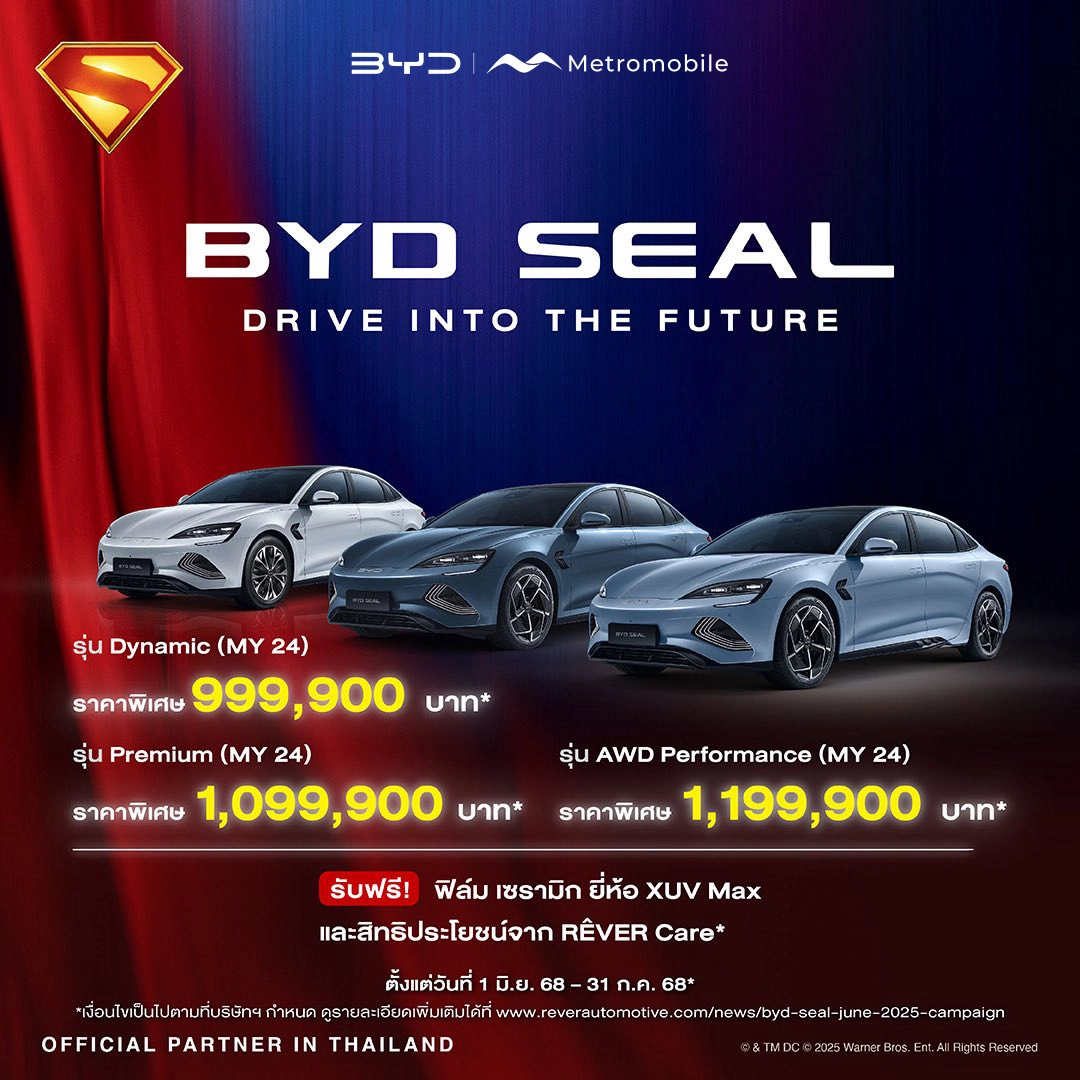 BYD | Metromobile
BYD SEAL
DRIVE INTO THE FUTURE
BYD SEAL
BYD
BYD SEAL
BYD SEAL
รุ่น Dynamic (MY 24)
ราคาพิเศษ 999,900 บาท*
รุ่น Premium (MY 24)
ราคาพิเศษ 1,099,900 บาท*
รุ่น AWD Performance (MY 24)
ราคาพิเศษ 1,199,900 บาท*
รับฟรี! ฟิล์ม เซรามิก ยี่ห้อ XUV Max
และสิทธิประโยชน์จาก RÊVER Care*
ตั้งแต่วันที่ 1 มิ.ย. 68 – 31 ก.ค. 68*
*เงื่อนไขเป็นไปตามที่บริษัทฯ กำหนด ดูรายละเอียดเพิ่มเติมได้ที่ www.reverautomotive.com/news/byd-seal-june-2025-campaign
OFFICIAL PARTNER IN THAILAND
© & TM DC © 2025 Warner Bros. Ent. All Rights Reserved